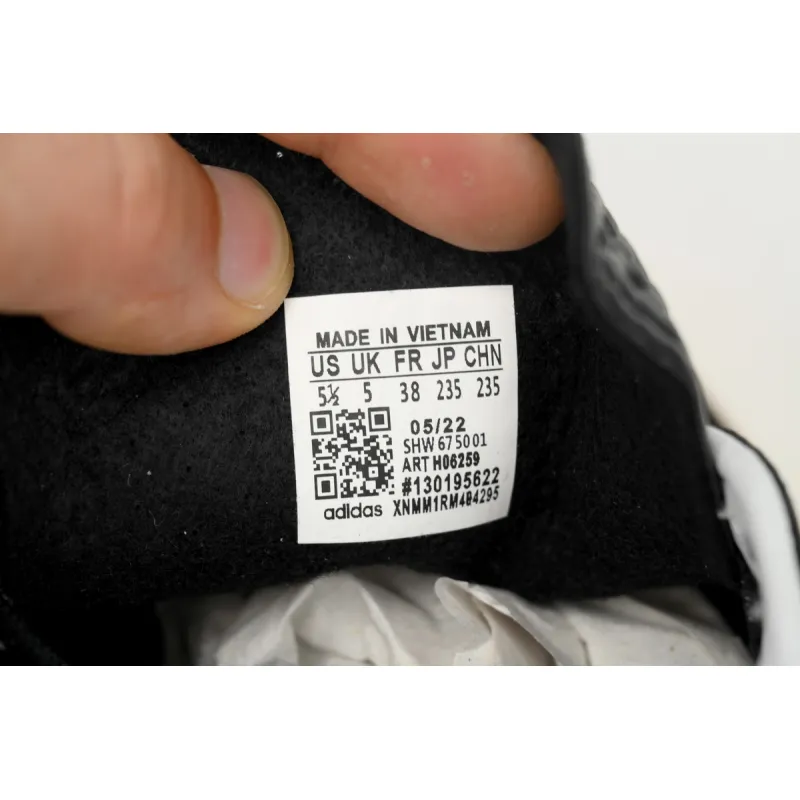 MADE IN VIETNAM
US UK FR JP CHN
5½ 5 38 235 235
05/22
SHW 675001
ART H06259
#130195622
adidas XNMM1RM484295